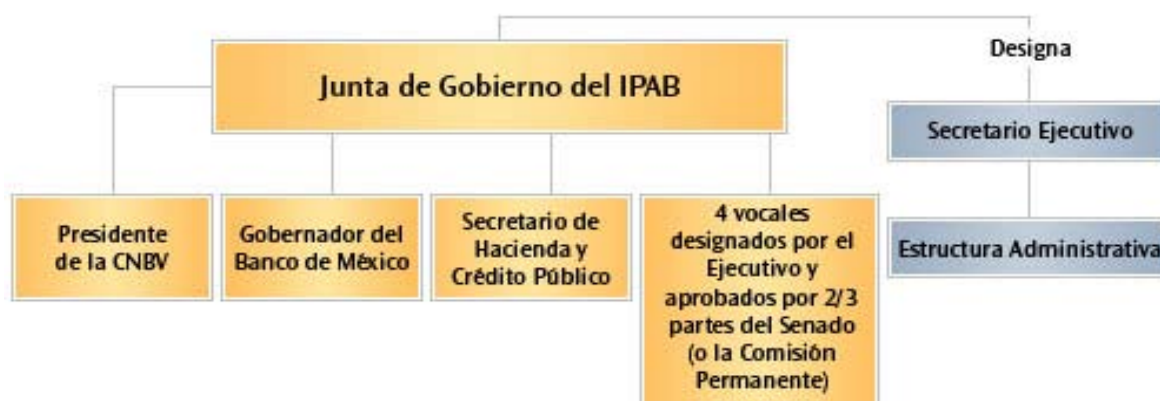 Junta de Gobierno del IPAB
Designa
Secretario Ejecutivo
Estructura Administrativa
Presidente
de la CNBV
Gobernador del
Banco de México
Secretario de
Hacienda y
Crédito Público
4 vocales
designados por el
Ejecutivo y
aprobados por 2/3
partes del Senado
(o la Comisión
Permanente)